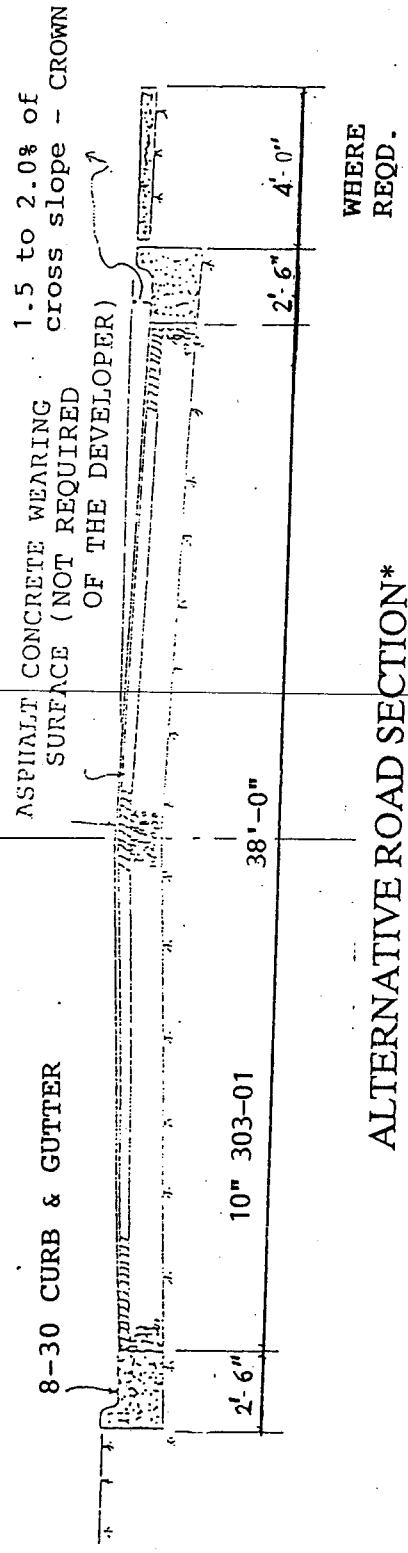 8-30 CURB & GUTTER
ASPHALT CONCRETE WEARING
SURFACE (NOT REQUIRED
OF THE DEVELOPER)
1.5 to 2.0% of
cross slope - CROWN
2'-6"
10" 303-01
38'-0"
2'-6"
4'-0"
WHERE
REQD.
ALTERNATIVE ROAD SECTION*